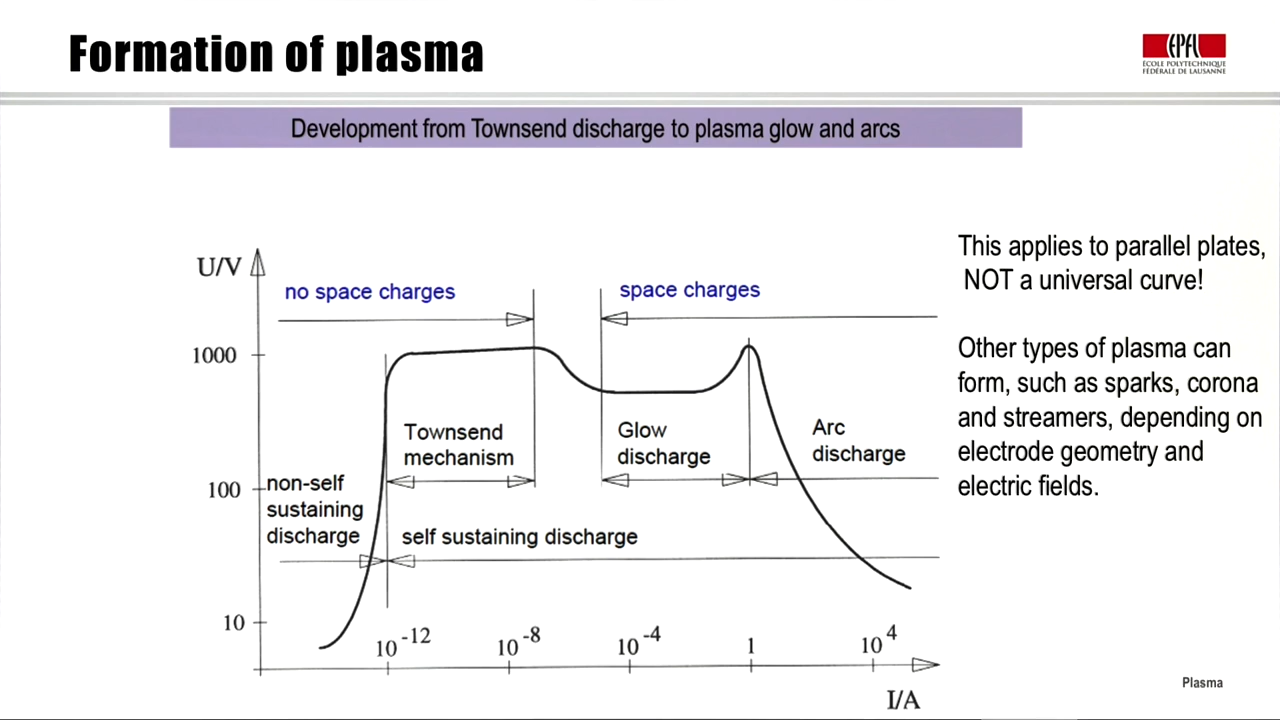 Formation of plasma
EPFL
ÉCOLE POLYTECHNIQUE
FÉDÉRALE DE LAUSANNE
Development from Townsend discharge to plasma glow and arcs
This applies to parallel plates,
NOT a universal curve!
Other types of plasma can
form, such as sparks, corona
and streamers, depending on
electrode geometry and
electric fields.
U/V
no space charges
space charges
1000
Townsend
mechanism
Glow
discharge
Arc
discharge
100
non-self
sustaining
discharge
self sustaining discharge
10
10⁻¹² 10⁻⁸ 10⁻⁴ 1 10⁴
I/A
Plasma